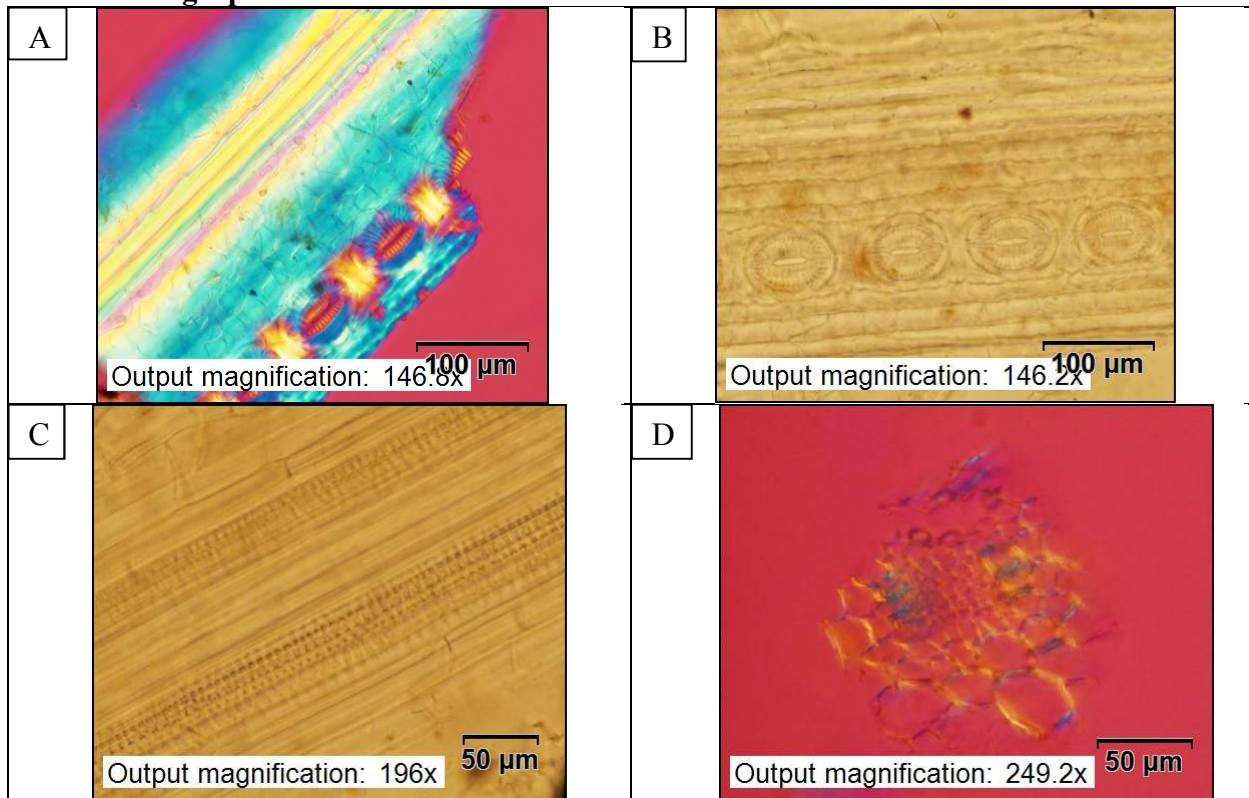 A
100 µm
Output magnification: 146.8x
B
100 µm
Output magnification: 146.2x
C
50 µm
Output magnification: 196x
D
50 µm
Output magnification: 249.2x